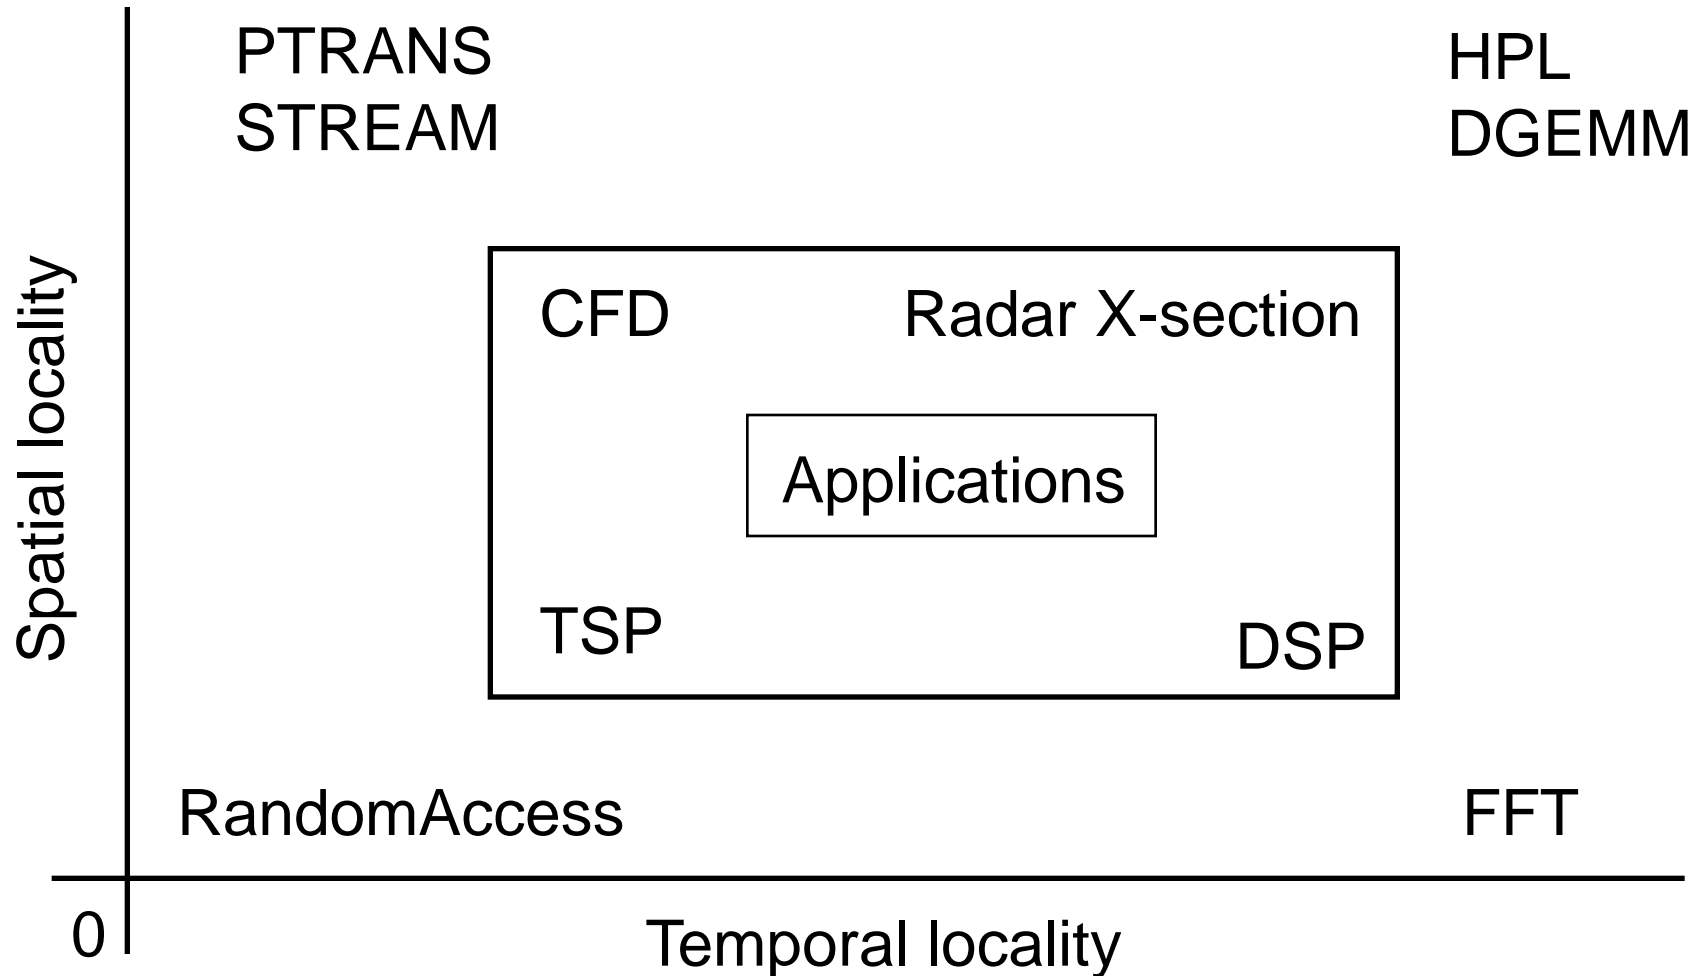 PTRANS
STREAM
HPL
DGEMM
Spatial locality
CFD
Radar X-section
Applications
TSP
DSP
RandomAccess
FFT
0
Temporal locality